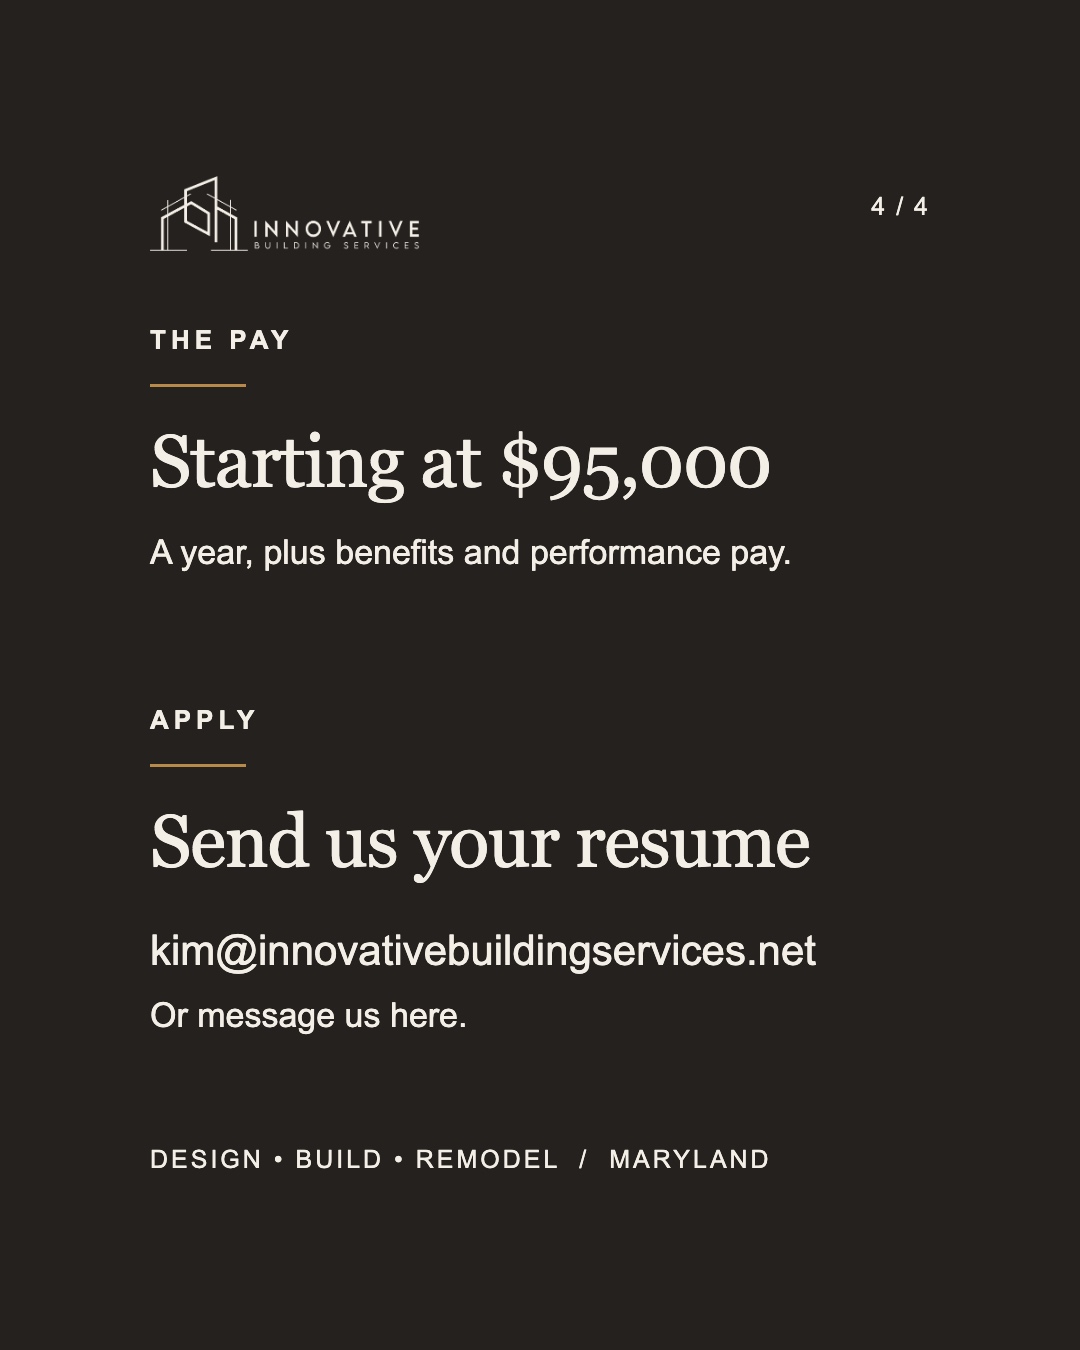 INNOVATIVE
BUILDING SERVICES
4 / 4
THE PAY
Starting at $95,000
A year, plus benefits and performance pay.
APPLY
Send us your resume
kim@innovativebuildingservices.net
Or message us here.
DESIGN • BUILD • REMODEL / MARYLAND